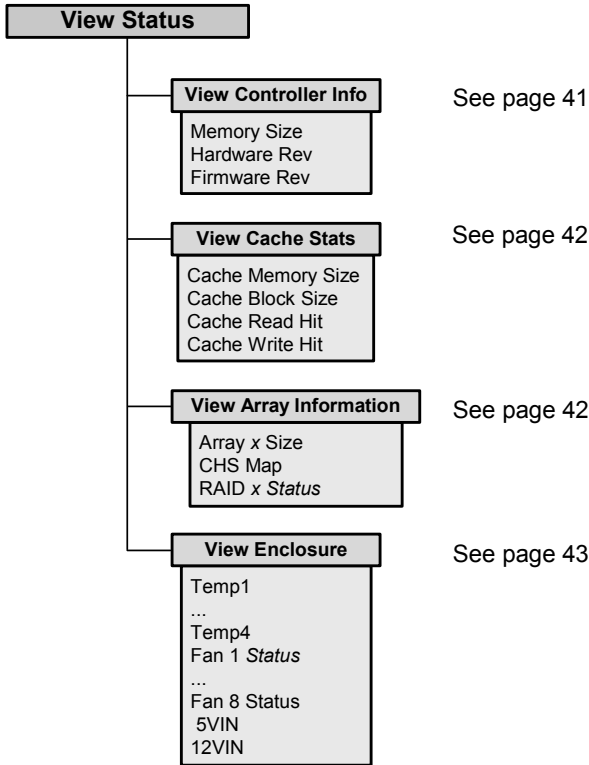 View Status
View Controller Info
See page 41
Memory Size
Hardware Rev
Firmware Rev
View Cache Stats
See page 42
Cache Memory Size
Cache Block Size
Cache Read Hit
Cache Write Hit
View Array Information
See page 42
Array x Size
CHS Map
RAID x Status
View Enclosure
See page 43
Temp1
...
Temp4
Fan 1 Status
...
Fan 8 Status
5VIN
12VIN